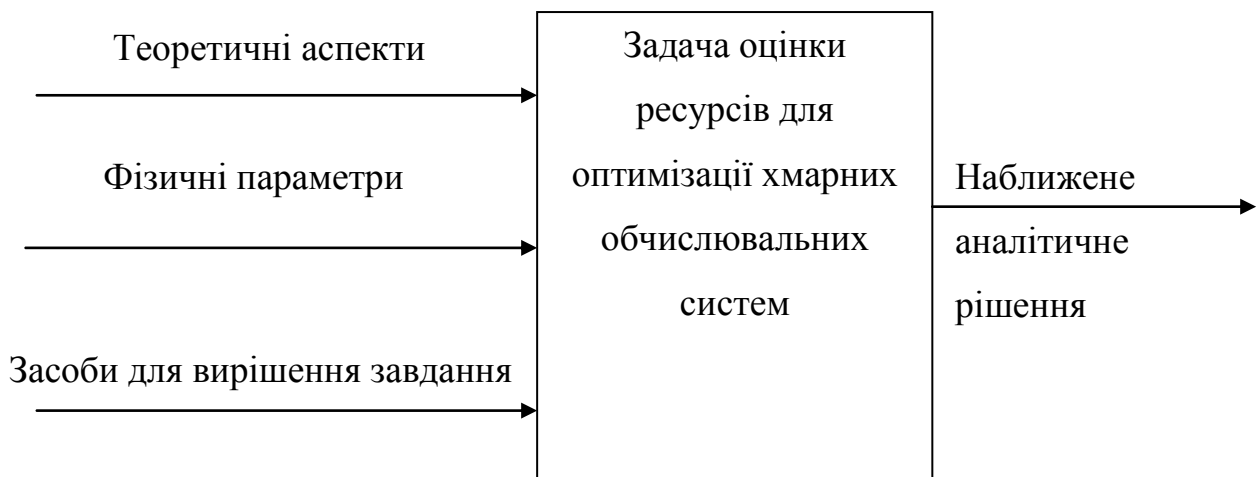 Теоретичні аспекти
Фізичні параметри
Засоби для вирішення завдання
Задача оцінки
ресурсів для
оптимізації хмарних
обчислювальних
систем
Наближене
аналітичне
рішення